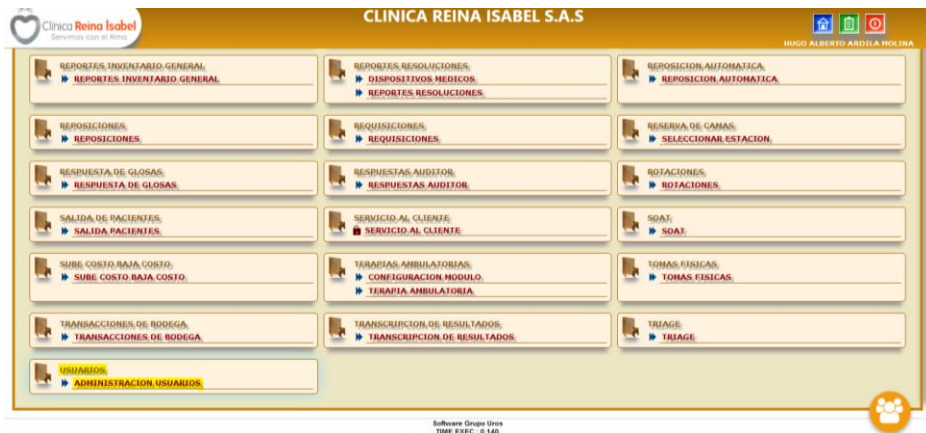 Clínica Reina Isabel
Servimos con el Alma
CLINICA REINA ISABEL S.A.S
HUGO ALBERTO ARDILA MOLINA
REPORTES INVENTARIO GENERAL
REPORTES INVENTARIO GENERAL
REPORTES RESOLUCIONES
DISPOSITIVOS MEDICOS
REPORTES RESOLUCIONES
REPOSICION AUTOMATICA
REPOSICION AUTOMATICA
REPOSICIONES
REPOSICIONES
REQUISICIONES
REQUISICIONES
RESERVA DE CAMAS
SELECCIONAR ESTACION
RESPUESTA DE GLOSAS
RESPUESTA DE GLOSAS
RESPUESTAS AUDITOR
RESPUESTAS AUDITOR
ROTACIONES
ROTACIONES
SALIDA DE PACIENTES
SALIDA PACIENTES
SERVICIO AL CLIENTE
SERVICIO AL CLIENTE
SOAT
SOAT
SUBE COSTO BAJA COSTO
SUBE COSTO BAJA COSTO
TERAPIAS AMBULATORIAS
CONFIGURACION MODULO
TERAPIA AMBULATORIA
TOMAS FISICAS
TOMAS FISICAS
TRANSACCIONES DE BODEGA
TRANSACCIONES DE BODEGA
TRANSCRIPCION DE RESULTADOS
TRANSCRIPCION DE RESULTADOS
TRIAGE
TRIAGE
USUARIOS
ADMINISTRACION USUARIOS
Software Grupo Uros
TIME EXEC : 0.140